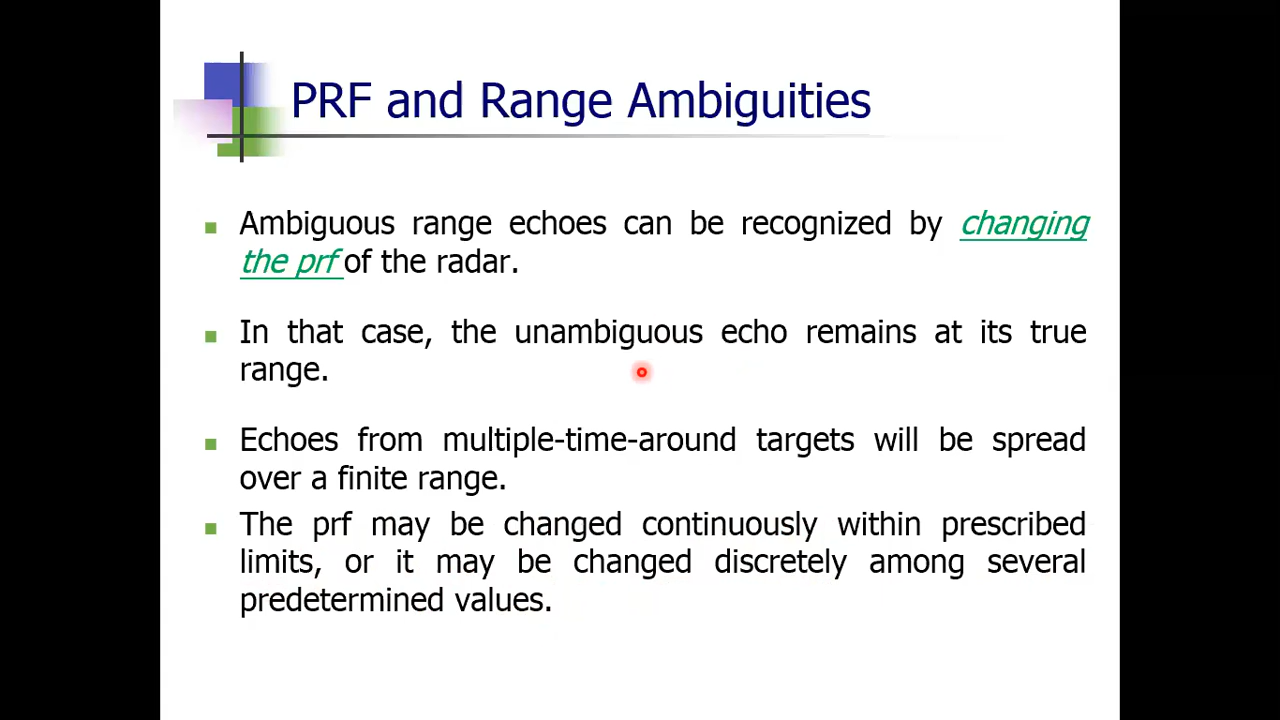 PRF and Range Ambiguities
Ambiguous range echoes can be recognized by changing
the prf of the radar.
In that case, the unambiguous echo remains at its true
range.
Echoes from multiple-time-around targets will be spread
over a finite range.
The prf may be changed continuously within prescribed
limits, or it may be changed discretely among several
predetermined values.